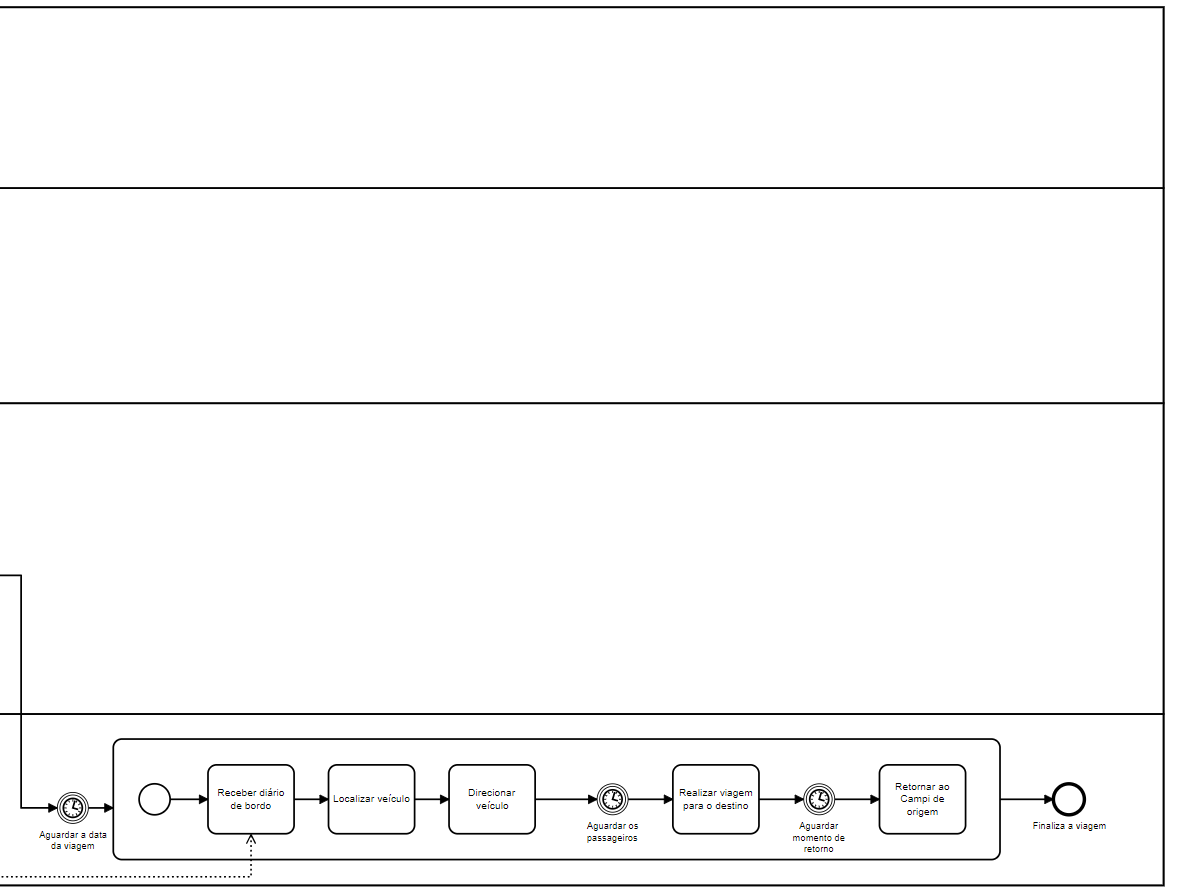 Receber diário
de bordo
Localizar veículo
Direcionar
veículo
Realizar viagem
para o destino
Retornar ao
Campi de
origem
Aguardar a data
da viagem
Aguardar os
passageiros
Aguardar
momento de
retorno
Finaliza a viagem